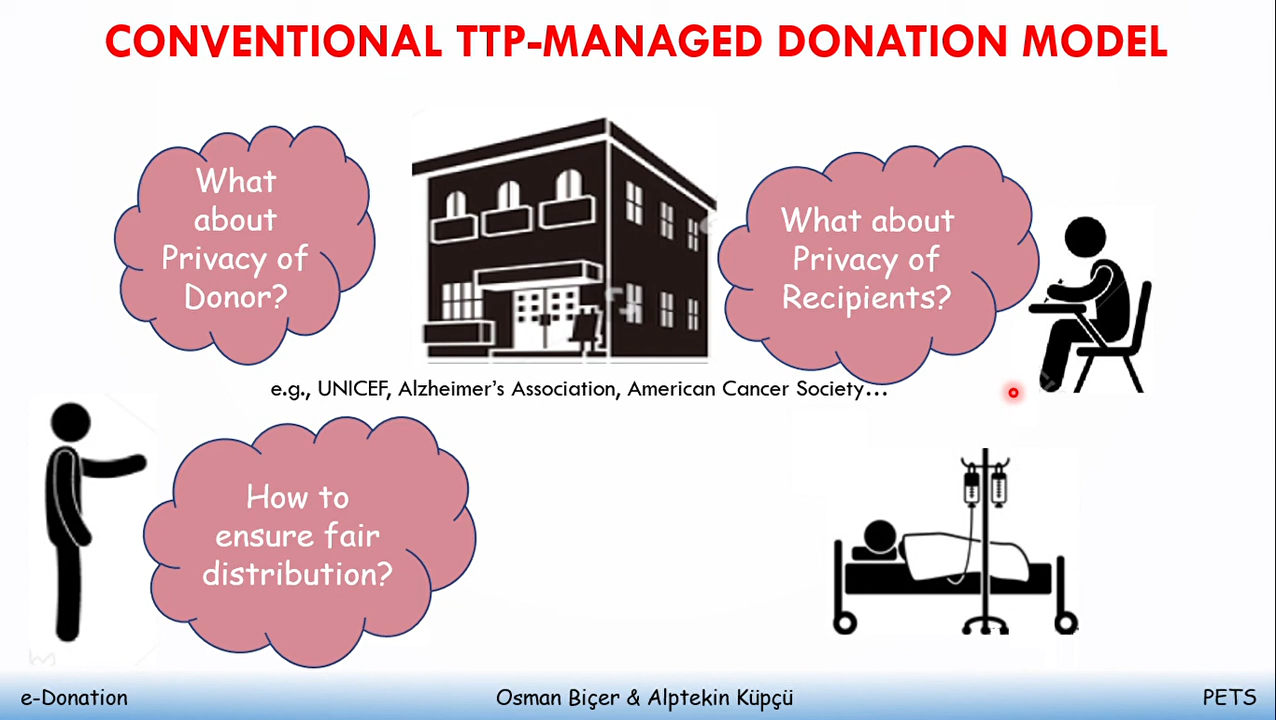 CONVENTIONAL TTP-MANAGED DONATION MODEL
What
about
Privacy of
Donor?
What about
Privacy of
Recipients?
e.g., UNICEF, Alzheimer's Association, American Cancer Society…
How to
ensure fair
distribution?
e-Donation
Osman Biçer & Alptekin Küpçü
PETS